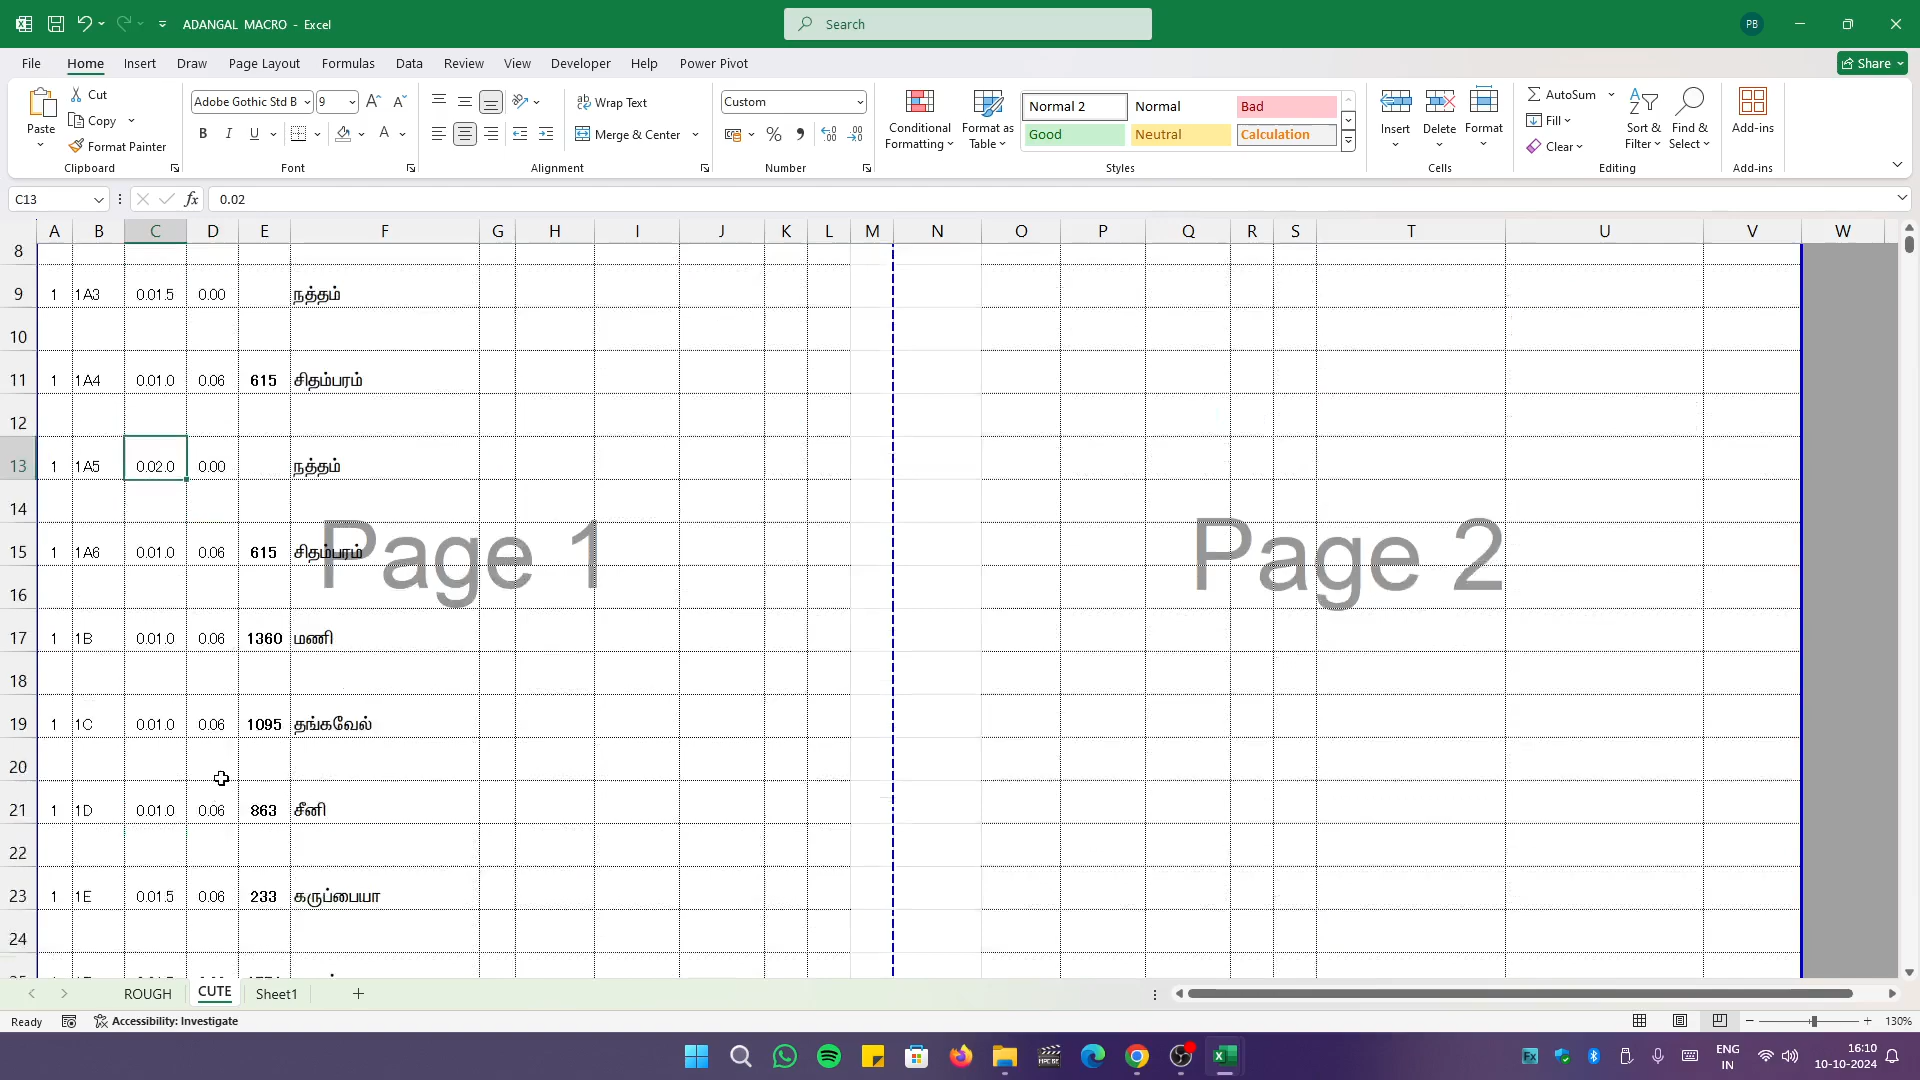 ADANGAL MACRO - Excel
Search
PB
File Home Insert Draw Page Layout Formulas Data Review View Developer Help Power Pivot
Share
Paste
Cut
Copy
Format Painter
Clipboard
Adobe Gothic Std B 9
B I U
Font
Wrap Text
Merge & Center
Alignment
Custom
Number
Conditional Formatting
Format as Table
Normal 2 Normal Bad
Good Neutral Calculation
Styles
Insert Delete Format
Cells
AutoSum
Fill
Clear
Sort & Filter
Find & Select
Editing
Add-ins
Add-ins
C13 fx 0.02
A B C D E F G H I J K L M N O P Q R S T U V W
8
9 1 1A3 0.01.5 0.00 நத்தம்
10
11 1 1A4 0.01.0 0.06 615 சிதம்பரம்
12
13 1 1A5 0.02.0 0.00 நத்தம்
14
Page 1 Page 2
15 1 1A6 0.01.0 0.06 615 சிதம்பரம்
16
17 1 1B 0.01.0 0.06 1360 மணி
18
19 1 1C 0.01.0 0.06 1095 தங்கவேல்
20
21 1 1D 0.01.0 0.06 863 சீனி
22
23 1 1E 0.01.5 0.06 233 கருப்பையா
24
ROUGH CUTE Sheet1
Ready Accessibility: Investigate 130%
ENG IN
16:10
10-10-2024